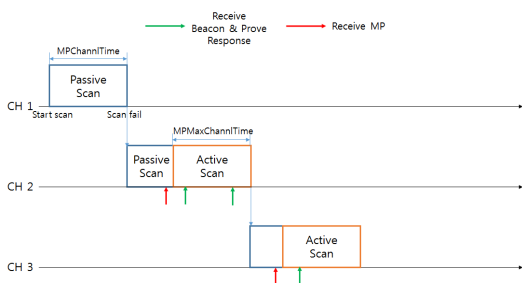 Receive
Beacon & Prove
Response
Receive MP
MPChannlTime
Passive
Scan
CH 1
Start scan
Scan fail
MPMaxChannlTime
Passive
Scan
Active
Scan
CH 2
Active
Scan
CH 3